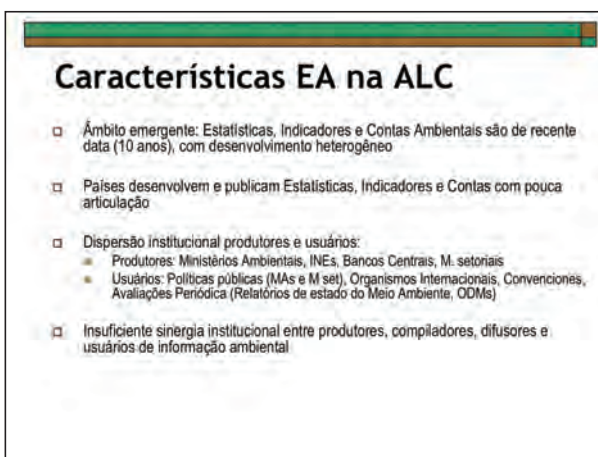 Características EA na ALC
Âmbito emergente: Estatísticas, Indicadores e Contas Ambientais são de recente
data (10 anos), com desenvolvimento heterogêneo
Países desenvolvem e publicam Estatísticas, Indicadores e Contas com pouca
articulação
Dispersão institucional produtores e usuários:
Produtores: Ministérios Ambientais, INEs, Bancos Centrais, M. setoriais
Usuários: Políticas públicas (MAs e M set), Organismos Internacionais, Convenciones,
Avaliações Periódica (Relatórios de estado do Meio Ambiente, ODMs)
Insuficiente sinergia institucional entre produtores, compiladores, difusores e
usuários de informação ambiental